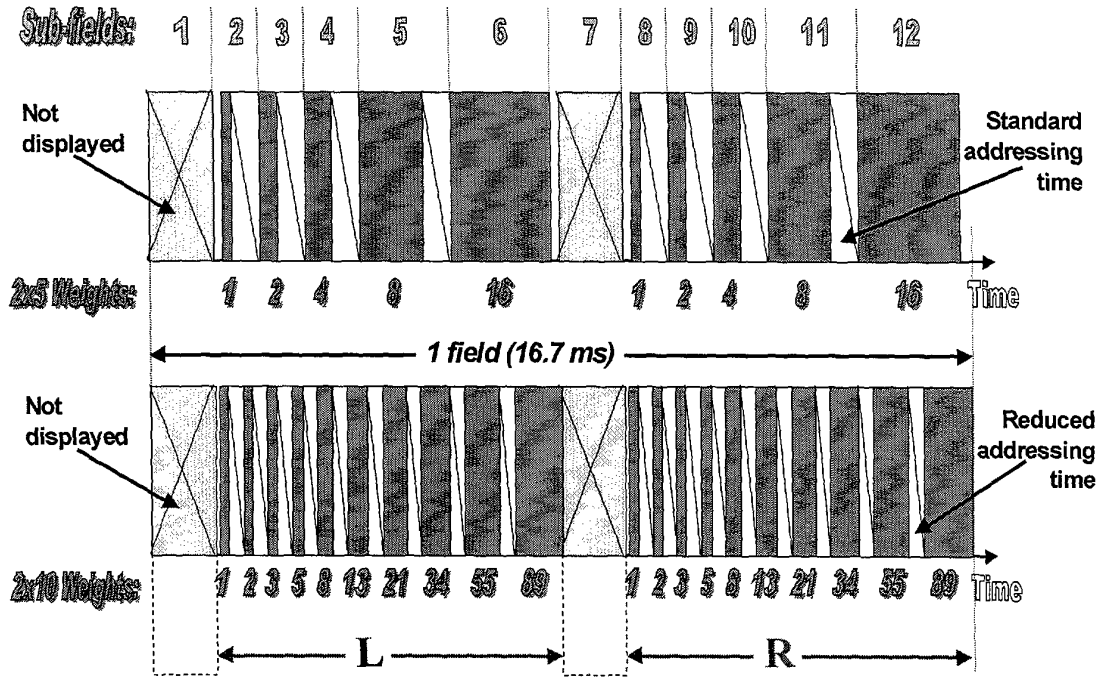 Sub-fields: 1 2 3 4 5 6 7 8 9 10 11 12
Not
displayed
Standard
addressing
time
2x5 Weights: 1 2 4 8 16 1 2 4 8 16 Time
1 field (16.7 ms)
Not
displayed
Reduced
addressing
time
2x10 Weights: 1 2 3 5 8 13 21 34 55 89 1 2 3 5 8 13 21 34 55 89 Time
L R